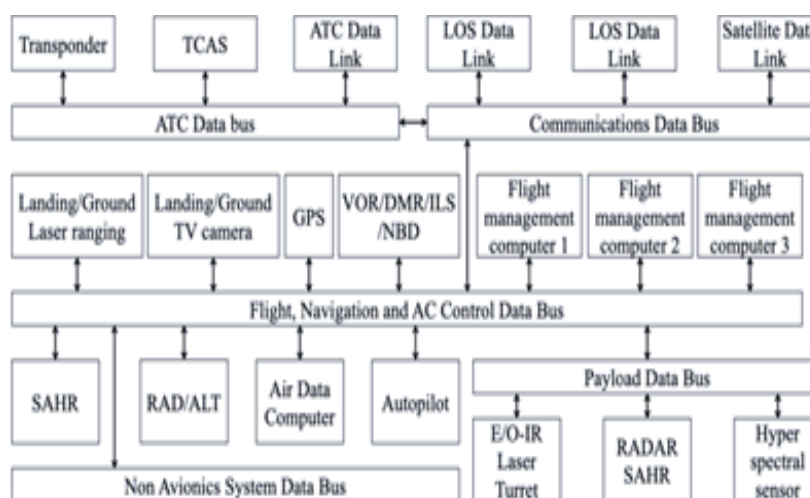 Transponder
TCAS
ATC Data
Link
LOS Data
Link
LOS Data
Link
Satellite Data
Link
ATC Data bus
Communications Data Bus
Landing/Ground
Laser ranging
Landing/Ground
TV camera
GPS
VOR/DMR/ILS
/NBD
Flight
management
computer 1
Flight
management
computer 2
Flight
management
computer 3
Flight, Navigation and AC Control Data Bus
SAHR
RAD/ALT
Air Data
Computer
Autopilot
Payload Data Bus
E/O-IR
Laser
Turret
RADAR
SAHR
Hyper
spectral
sensor
Non Avionics System Data Bus